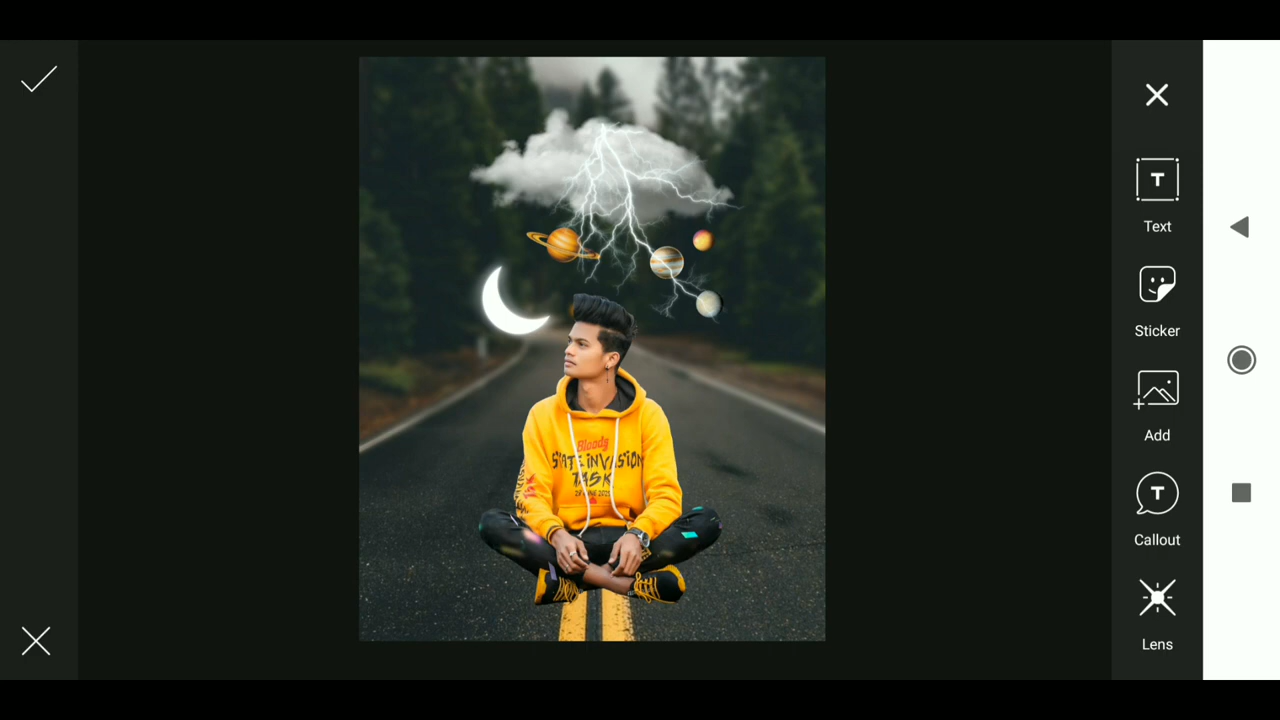 T
Text
Sticker
Add
T
Callout
Lens
Bloody
STATE INVASION
TASK